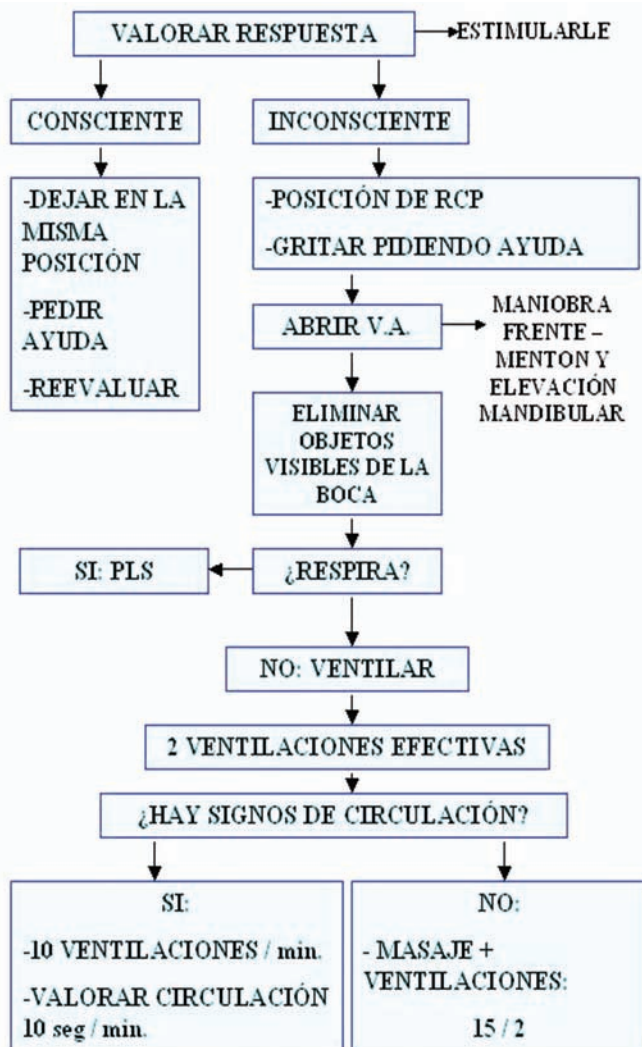 VALORAR RESPUESTA
ESTIMULARLE
CONSCIENTE
INCONSCIENTE
-DEJAR EN LA
MISMA
POSICIÓN
-PEDIR
AYUDA
-REEVALUAR
-POSICIÓN DE RCP
-GRITAR PIDIENDO AYUDA
ABRIR V.A.
MANIOBRA
FRENTE –
MENTON Y
ELEVACIÓN
MANDIBULAR
ELIMINAR
OBJETOS
VISIBLES DE LA
BOCA
SI: PLS
¿RESPIRA?
NO: VENTILAR
2 VENTILACIONES EFECTIVAS
¿HAY SIGNOS DE CIRCULACIÓN?
SI:
-10 VENTILACIONES / min.
-VALORAR CIRCULACIÓN
10 seg / min.
NO:
- MASAJE +
VENTILACIONES:
15 / 2